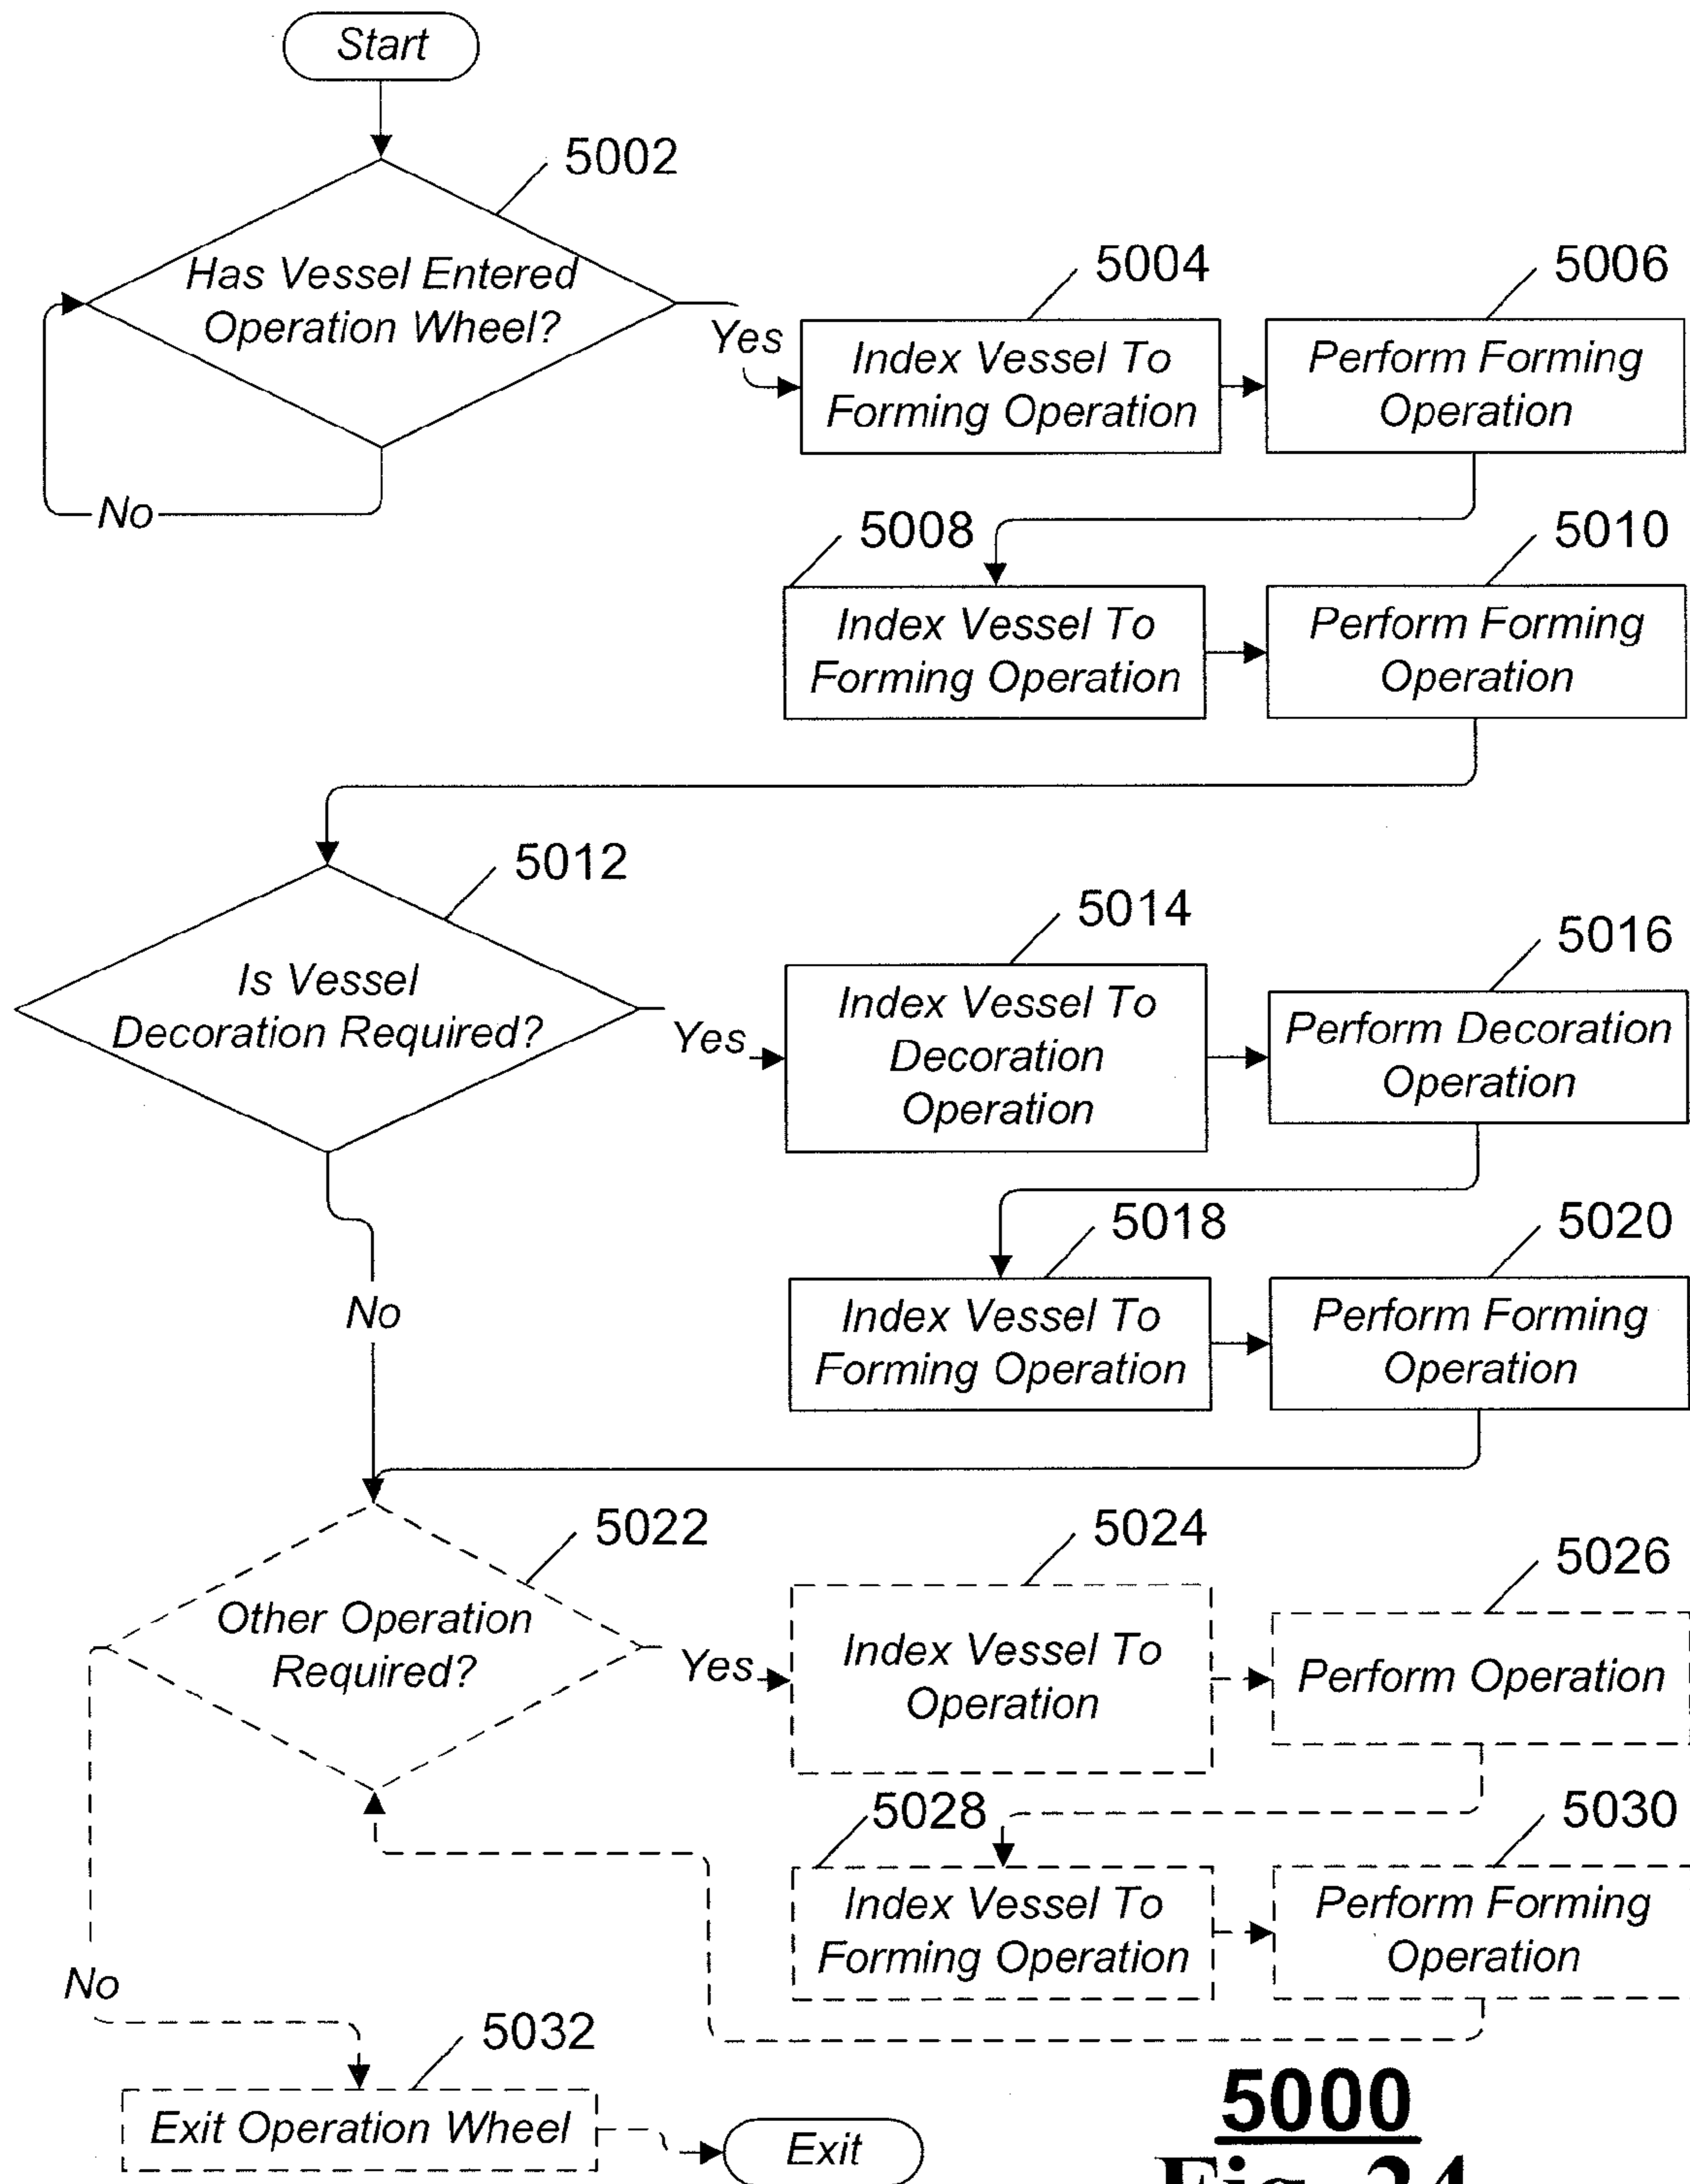 Start
5002
Has Vessel Entered
Operation Wheel?
Yes
No
5004
Index Vessel To
Forming Operation
5006
Perform Forming
Operation
5008
Index Vessel To
Forming Operation
5010
Perform Forming
Operation
5012
Is Vessel
Decoration Required?
Yes
No
5014
Index Vessel To
Decoration
Operation
5016
Perform Decoration
Operation
5018
Index Vessel To
Forming Operation
5020
Perform Forming
Operation
5022
Other Operation
Required?
Yes
No
5024
Index Vessel To
Operation
5026
Perform Operation
5028
Index Vessel To
Forming Operation
5030
Perform Forming
Operation
5032
Exit Operation Wheel
Exit
5000
Fig. 24